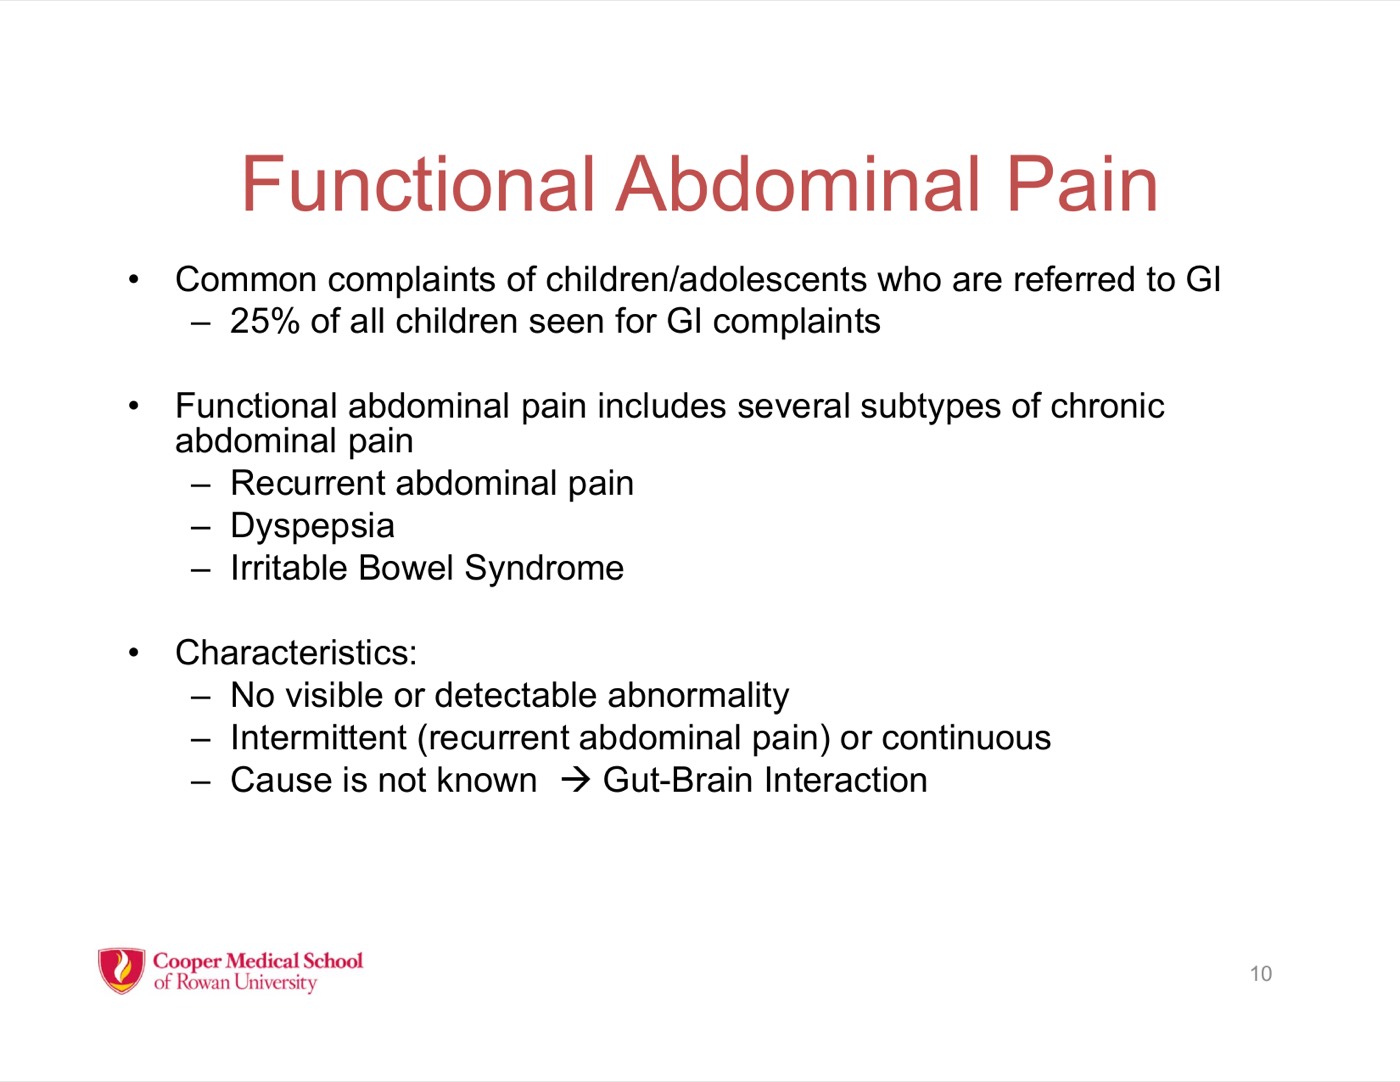 Functional Abdominal Pain
• Common complaints of children/adolescents who are referred to GI
– 25% of all children seen for GI complaints
• Functional abdominal pain includes several subtypes of chronic
abdominal pain
– Recurrent abdominal pain
– Dyspepsia
– Irritable Bowel Syndrome
• Characteristics:
– No visible or detectable abnormality
– Intermittent (recurrent abdominal pain) or continuous
– Cause is not known → Gut-Brain Interaction
Cooper Medical School
of Rowan University
10